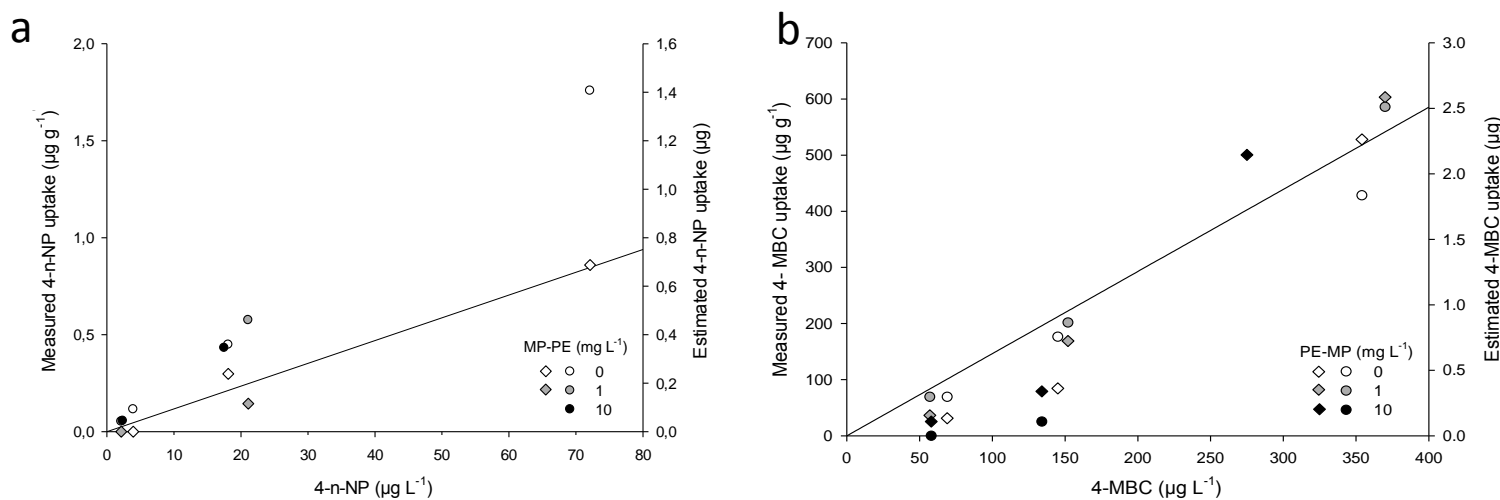 a
2,0
1,5
1,0
0,5
0,0
Measured 4-n-NP uptake (µg g-1)
1,6
1,4
1,2
1,0
0,8
0,6
0,4
0,2
0,0
Estimated 4-n-NP uptake (µg)
MP-PE (mg L-1)
0
1
10
0 10 20 30 40 50 60 70 80
4-n-NP (µg L-1)
b
700
600
500
400
300
200
100
0
Measured 4- MBC uptake (µg g-1)
3.0
2.5
2.0
1.5
1.0
0.5
0.0
Estimated 4-MBC uptake (µg)
PE-MP (mg L-1)
0
1
10
0 50 100 150 200 250 300 350 400
4-MBC (µg L-1)